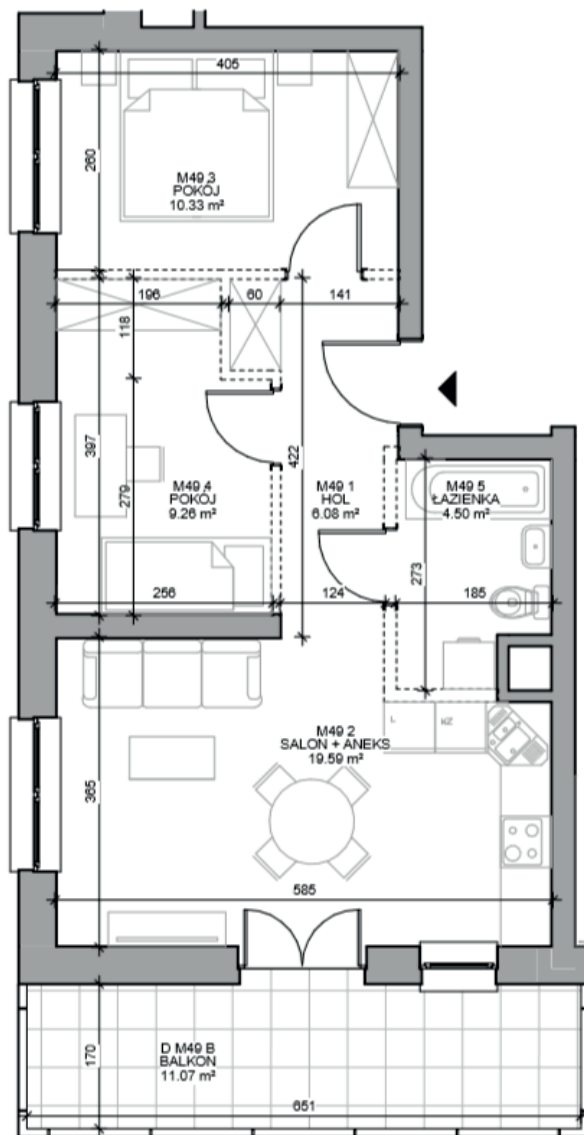 405
260
M49 3
POKÓJ
10.33 m²
196
60
141
118
397
422
279
M49 4
POKÓJ
9.26 m²
M49 1
HOL
6.08 m²
M49 5
ŁAZIENKA
4.50 m²
273
256
124
185
M49 2
SALON + ANEKS
19.59 m²
L
365
585
D M49 B
BALKON
11.07 m²
170
651